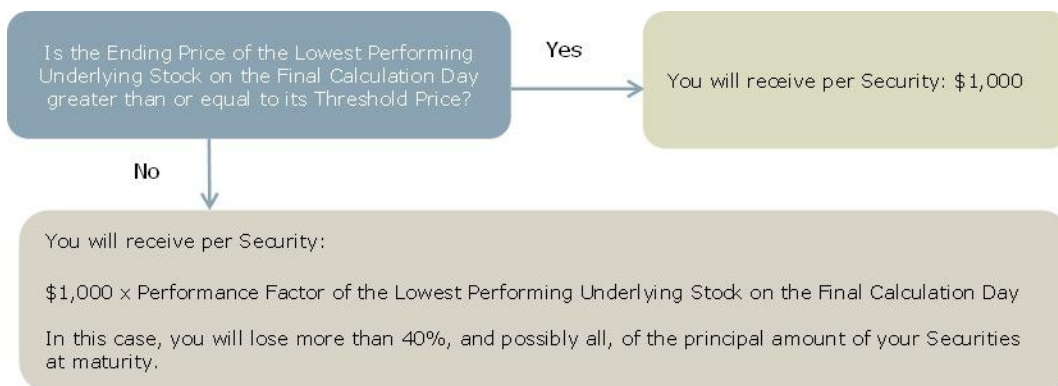 Is the Ending Price of the Lowest Performing
Underlying Stock on the Final Calculation Day
greater than or equal to its Threshold Price?
Yes
You will receive per Security: $1,000
No
You will receive per Security:
$1,000 x Performance Factor of the Lowest Performing Underlying Stock on the Final Calculation Day
In this case, you will lose more than 40%, and possibly all, of the principal amount of your Securities
at maturity.